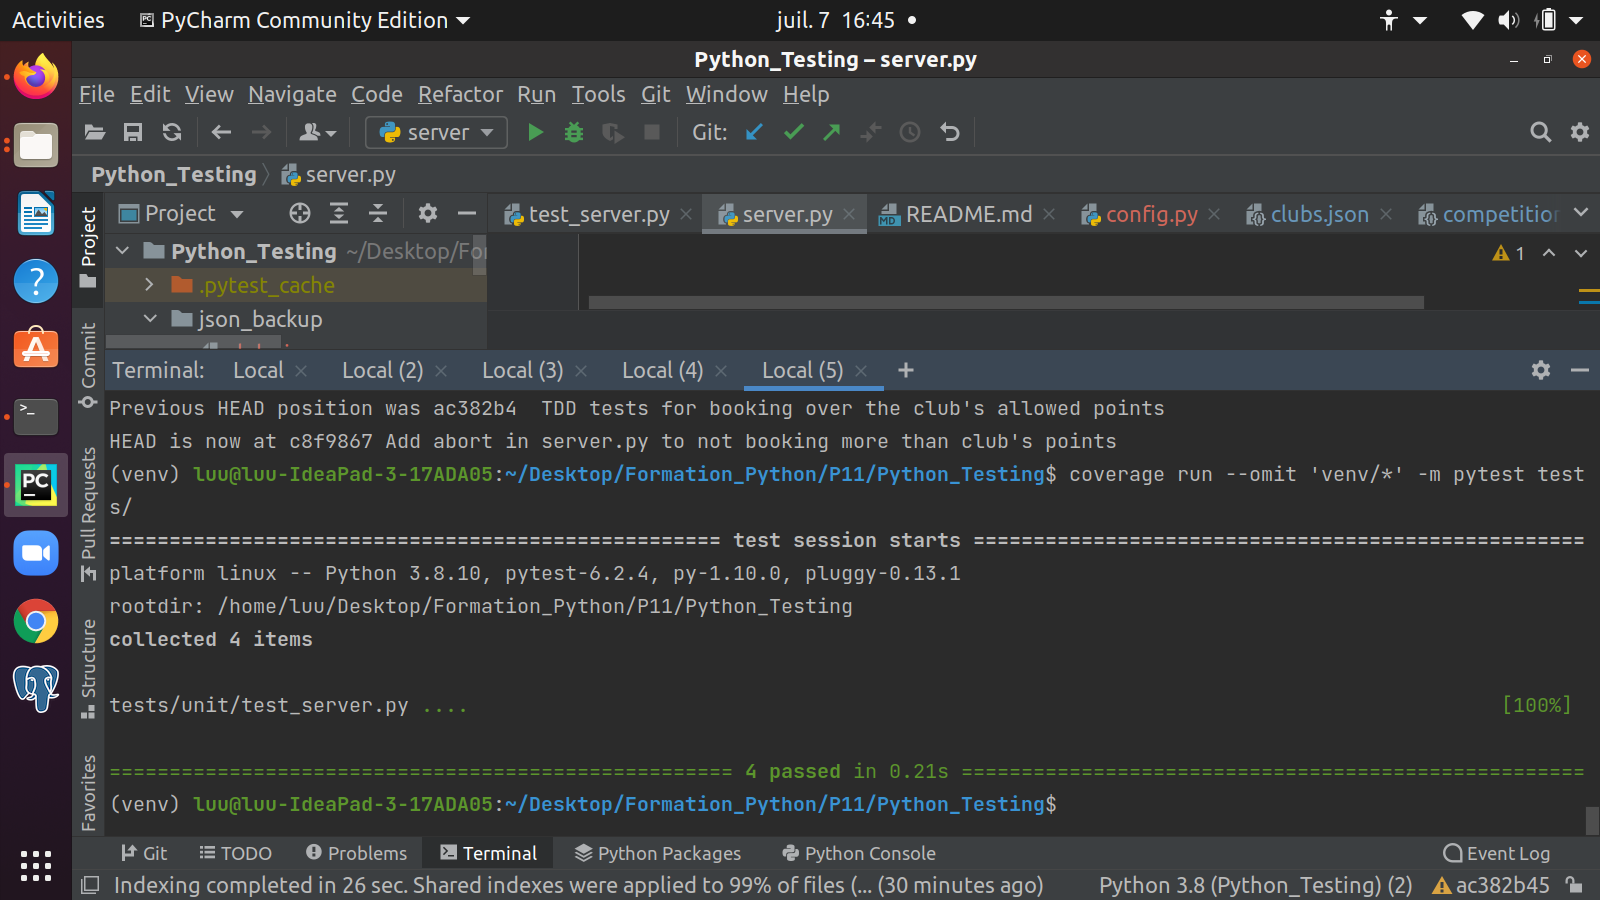 Activities PyCharm Community Edition juil. 7 16:45
Python_Testing – server.py
File Edit View Navigate Code Refactor Run Tools Git Window Help
server Git:
Python_Testing server.py
Project test_server.py server.py README.md config.py clubs.json competition
Python_Testing ~/Desktop/For 1
.pytest_cache
json_backup
Project
Commit
Pull Requests
Structure
Favorites
Terminal: Local Local (2) Local (3) Local (4) Local (5)
Previous HEAD position was ac382b4  TDD tests for booking over the club's allowed points
HEAD is now at c8f9867 Add abort in server.py to not booking more than club's points
(venv) luu@luu-IdeaPad-3-17ADA05:~/Desktop/Formation_Python/P11/Python_Testing$ coverage run --omit 'venv/*' -m pytest test
s/
=================================================== test session starts ===================================================
platform linux -- Python 3.8.10, pytest-6.2.4, py-1.10.0, pluggy-0.13.1
rootdir: /home/luu/Desktop/Formation_Python/P11/Python_Testing
collected 4 items
tests/unit/test_server.py .... [100%]
==================================================== 4 passed in 0.21s ====================================================
(venv) luu@luu-IdeaPad-3-17ADA05:~/Desktop/Formation_Python/P11/Python_Testing$
Git TODO Problems Terminal Python Packages Python Console Event Log
Indexing completed in 26 sec. Shared indexes were applied to 99% of files (... (30 minutes ago) Python 3.8 (Python_Testing) (2) ac382b45